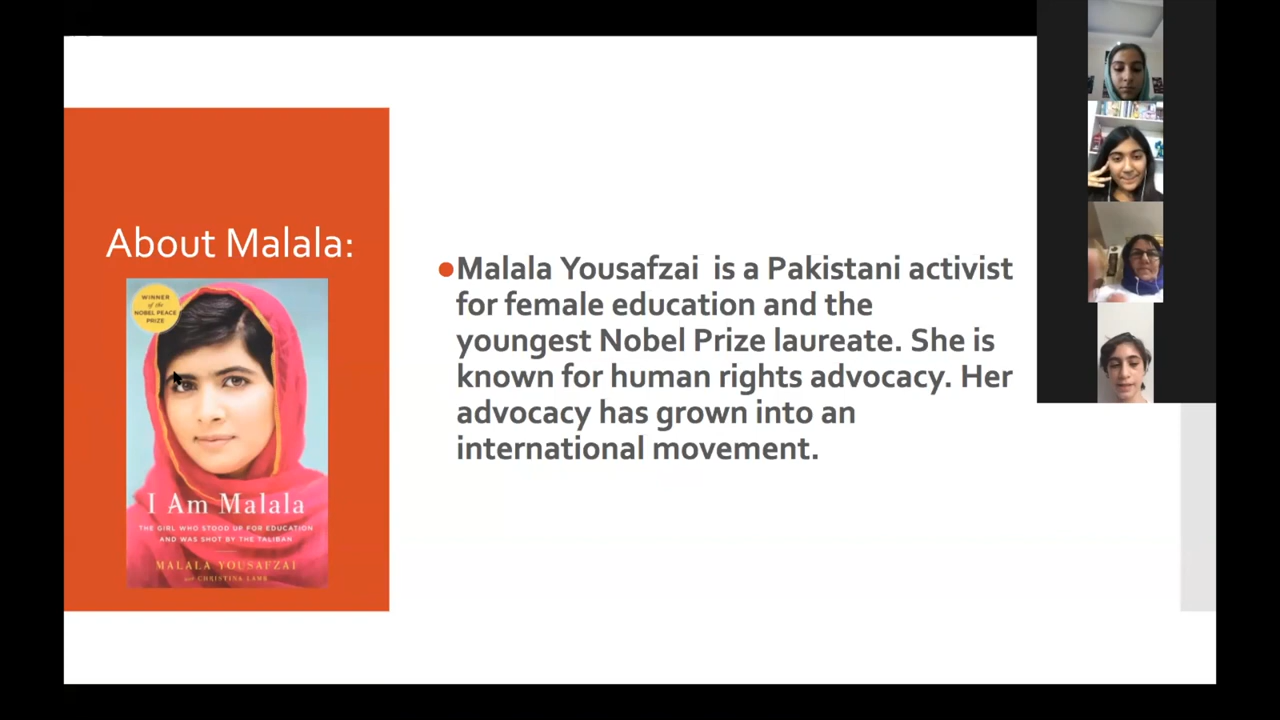 About Malala:
WINNER
of the
NOBEL PEACE
PRIZE
I Am Malala
THE GIRL WHO STOOD UP FOR EDUCATION
AND WAS SHOT BY THE TALIBAN
MALALA YOUSAFZAI
with CHRISTINA LAMB
•Malala Yousafzai is a Pakistani activist
for female education and the
youngest Nobel Prize laureate. She is
known for human rights advocacy. Her
advocacy has grown into an
international movement.